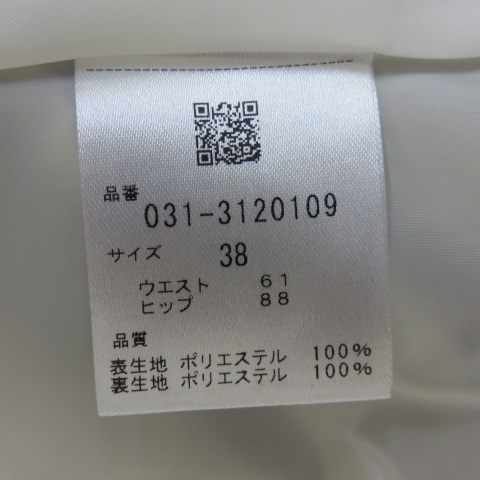 品番
031-3120109
サイズ 38
ウエスト 61
ヒップ 88
品質
表生地 ポリエステル 100%
裏生地 ポリエステル 100%